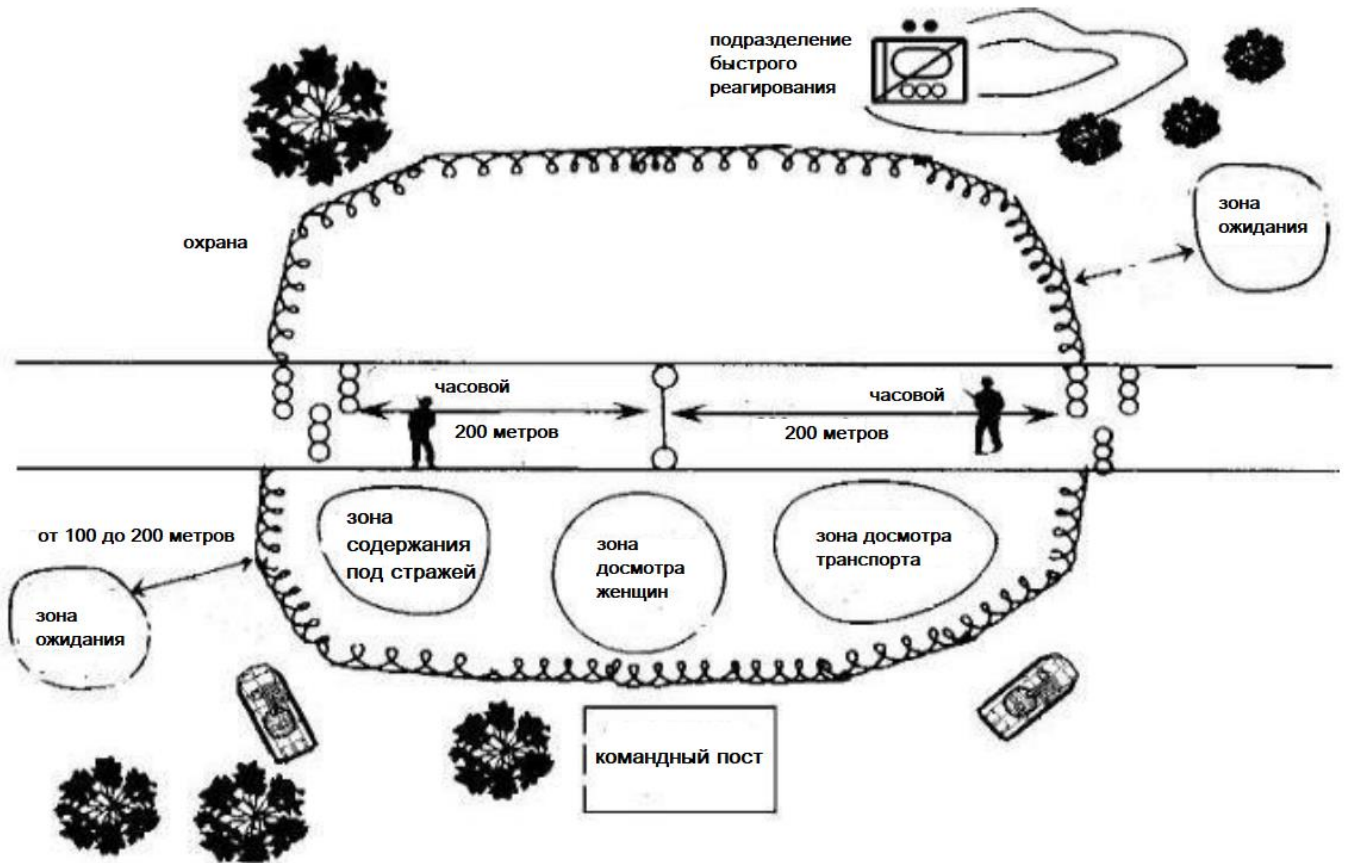 подразделение
быстрого
реагирования
зона
ожидания
охрана
часовой
200 метров
часовой
200 метров
от 100 до 200 метров
зона
содержания
под стражей
зона
досмотра
женщин
зона досмотра
транспорта
зона
ожидания
командный пост